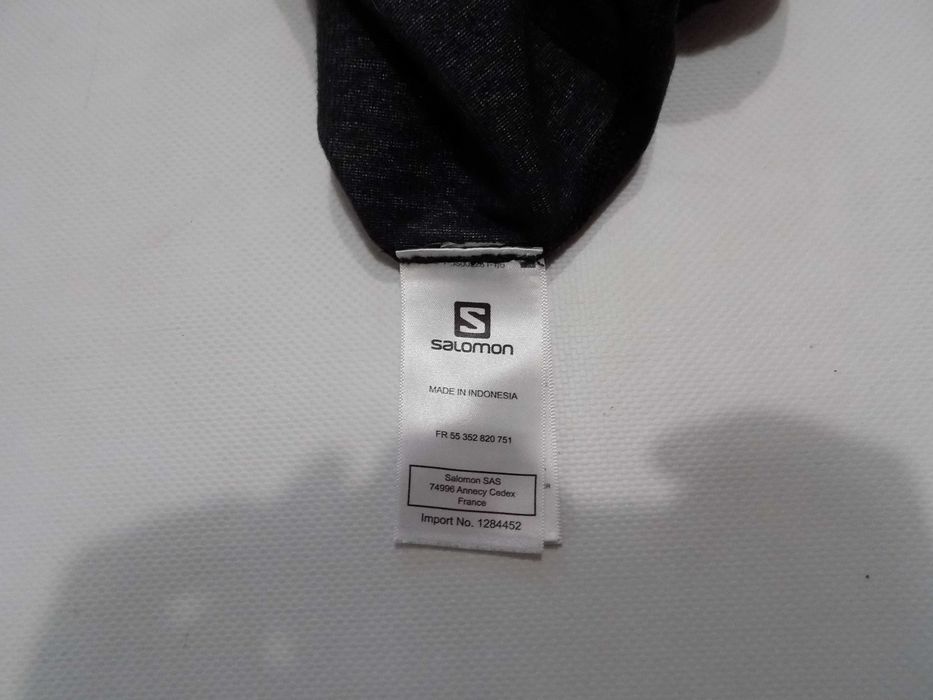 S
salomon
MADE IN INDONESIA
FR 55 352 820 751
Salomon SAS
74996 Annecy Cedex
France
Import No. 1284452